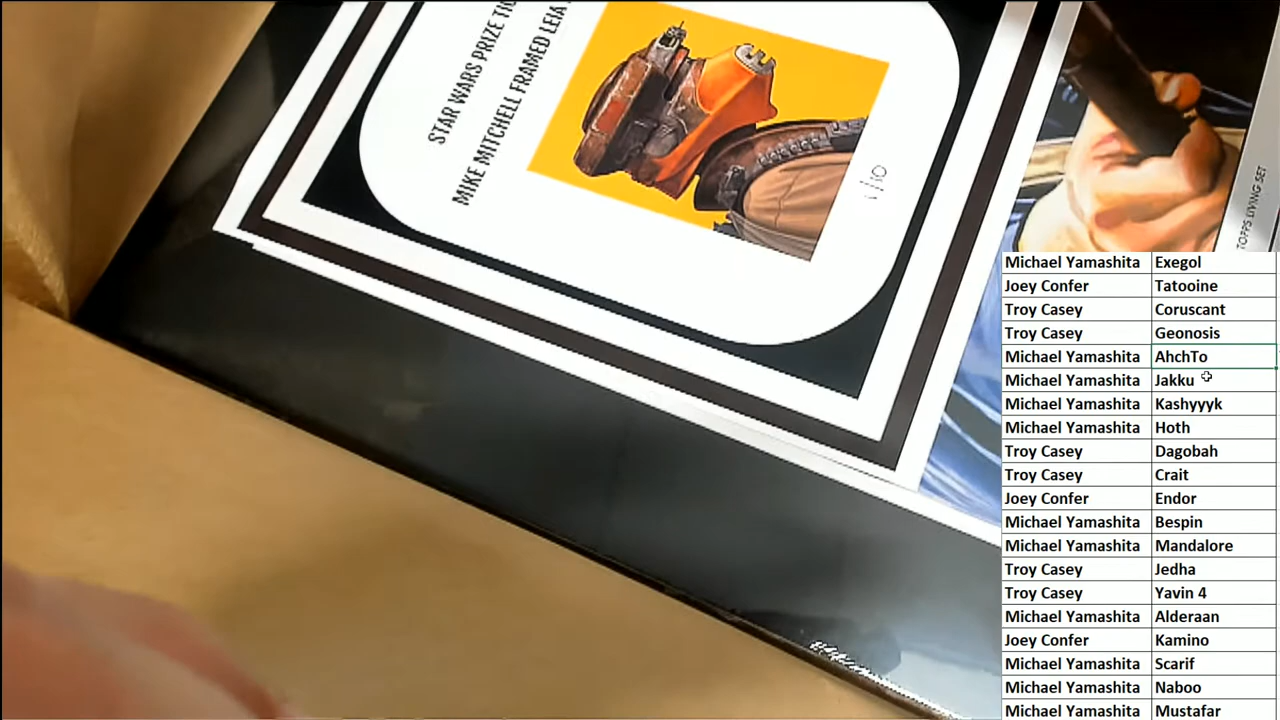 STAR WARS PRIZE
MIKE MITCHELL FRAMED LEIA
1/10
TOPPS LIVING SET
Michael Yamashita Exegol
Joey Confer Tatooine
Troy Casey Coruscant
Troy Casey Geonosis
Michael Yamashita AhchTo
Michael Yamashita Jakku
Michael Yamashita Kashyyyk
Michael Yamashita Hoth
Troy Casey Dagobah
Troy Casey Crait
Joey Confer Endor
Michael Yamashita Bespin
Michael Yamashita Mandalore
Troy Casey Jedha
Troy Casey Yavin 4
Michael Yamashita Alderaan
Joey Confer Kamino
Michael Yamashita Scarif
Michael Yamashita Naboo
Michael Yamashita Mustafar